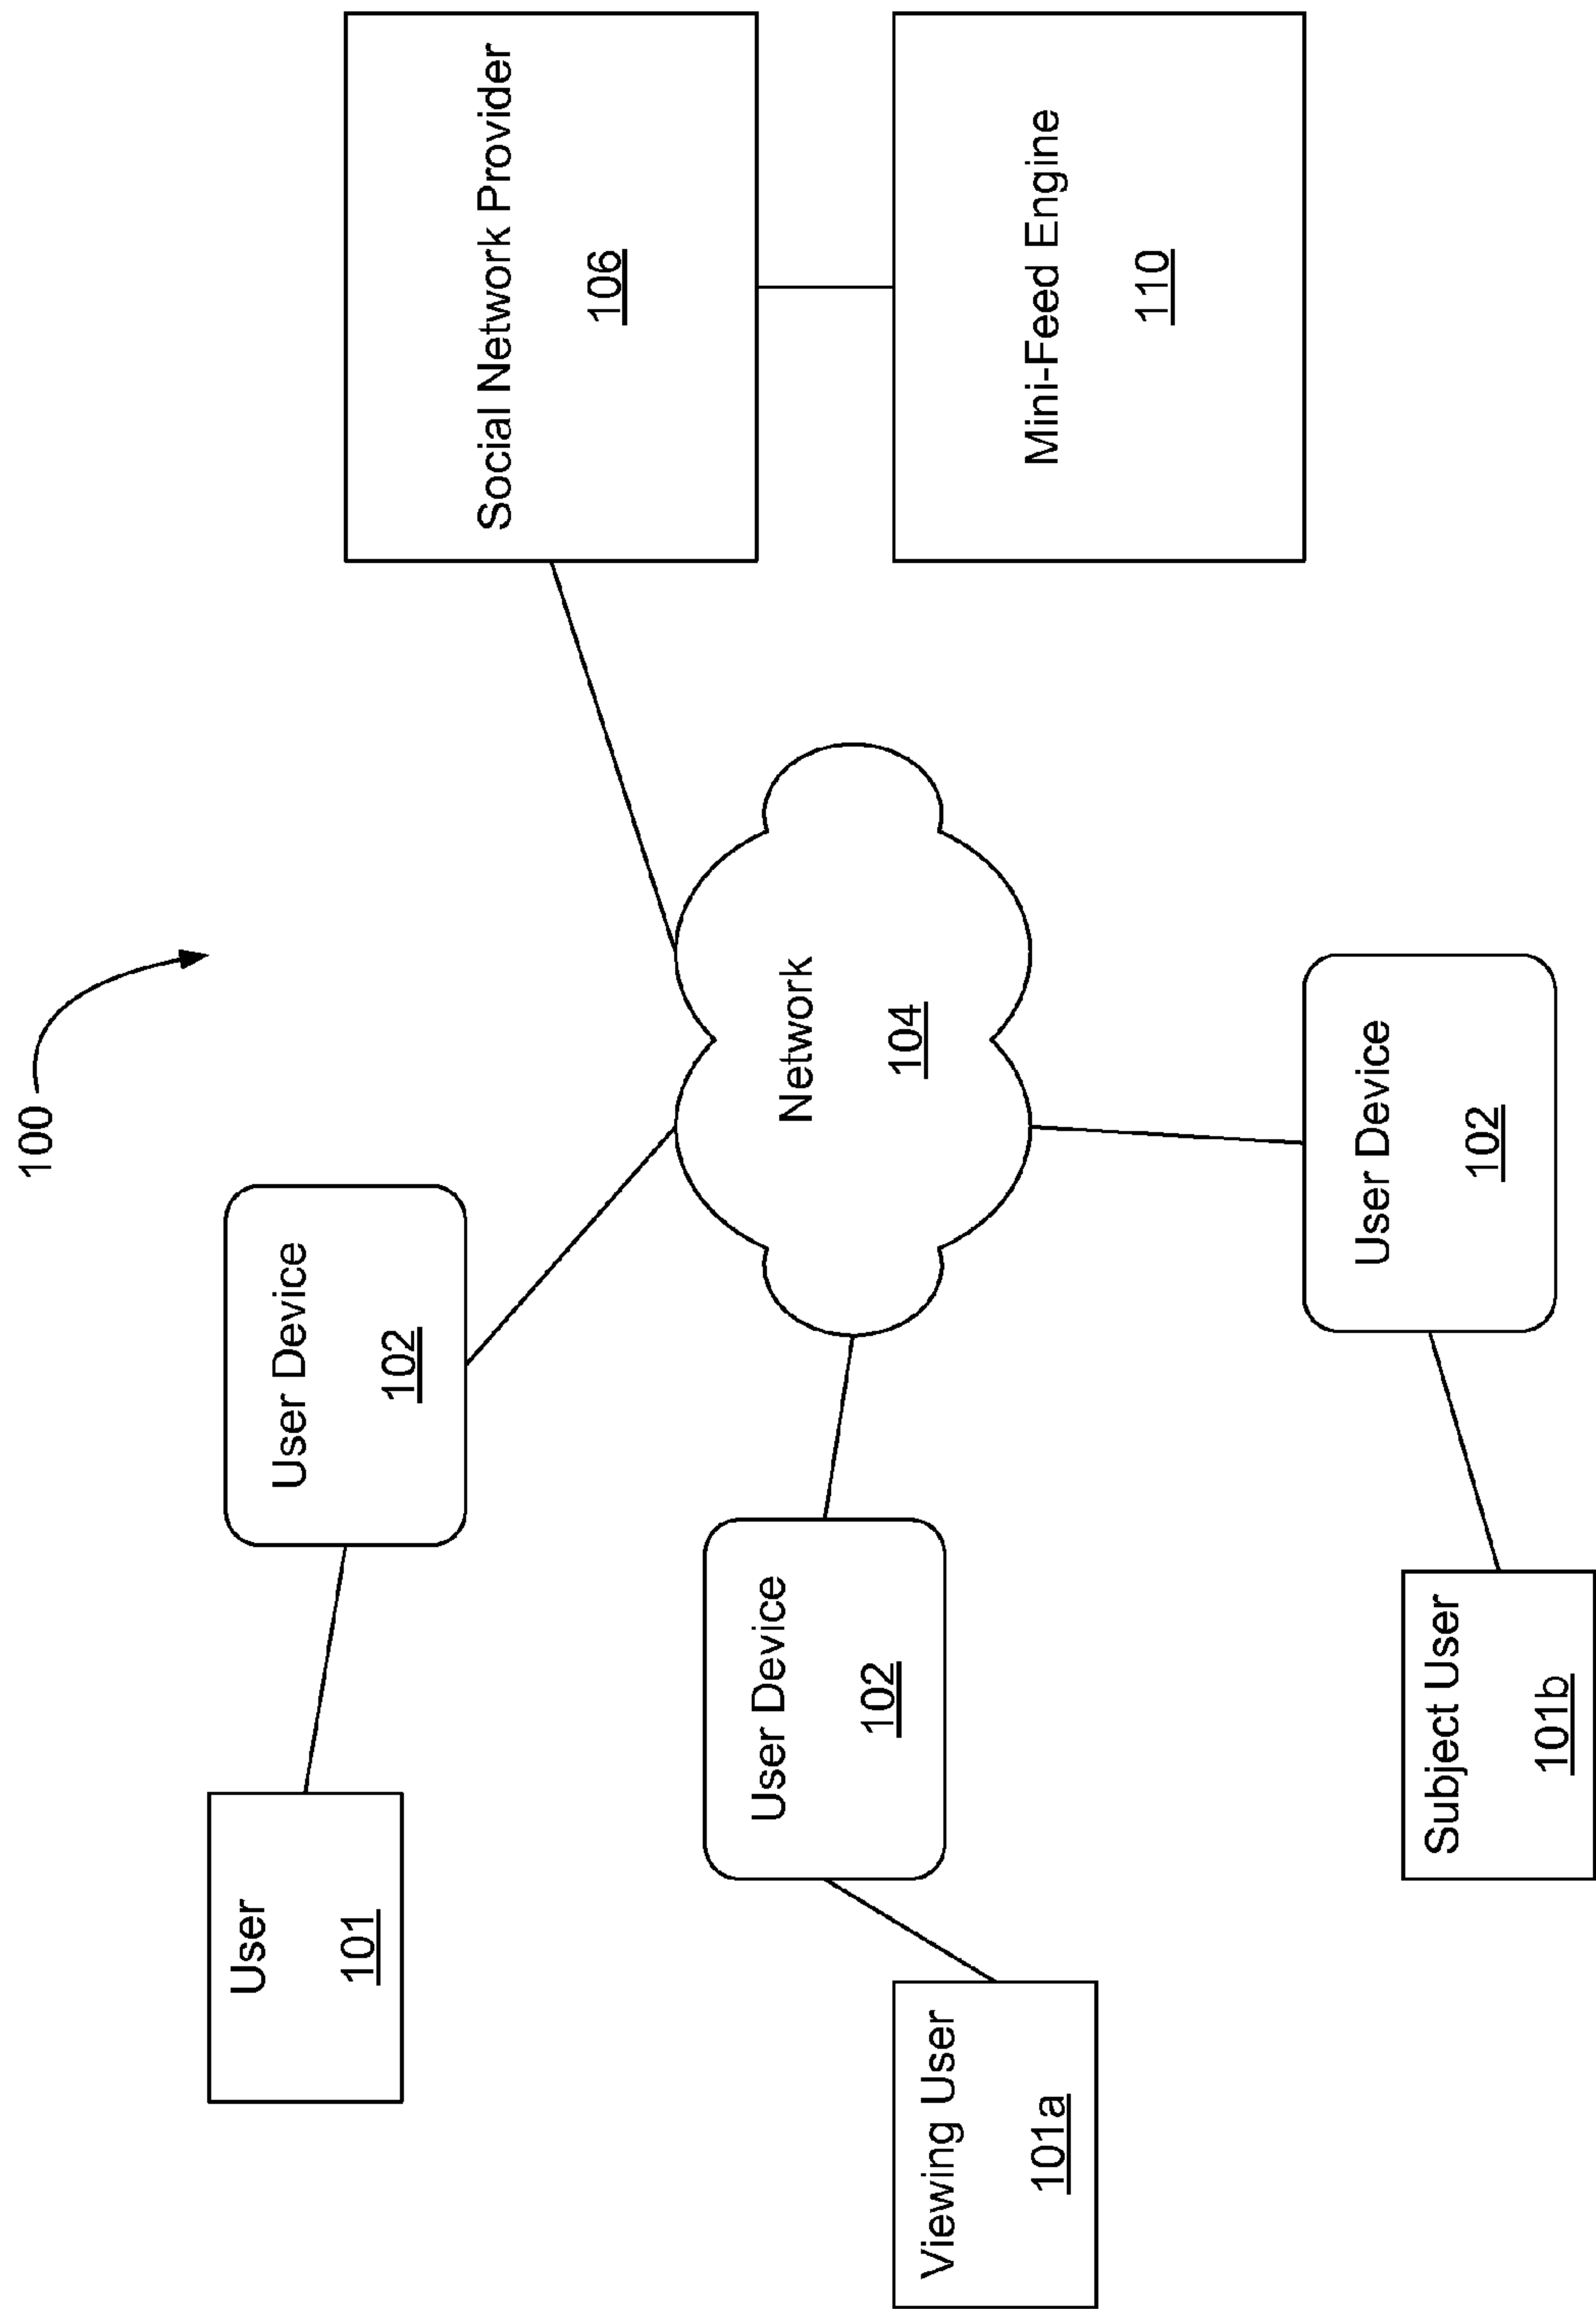 100
User
101
User Device
102
Social Network Provider
106
Viewing User
101a
User Device
102
Network
104
Mini-Feed Engine
110
Subject User
101b
User Device
102